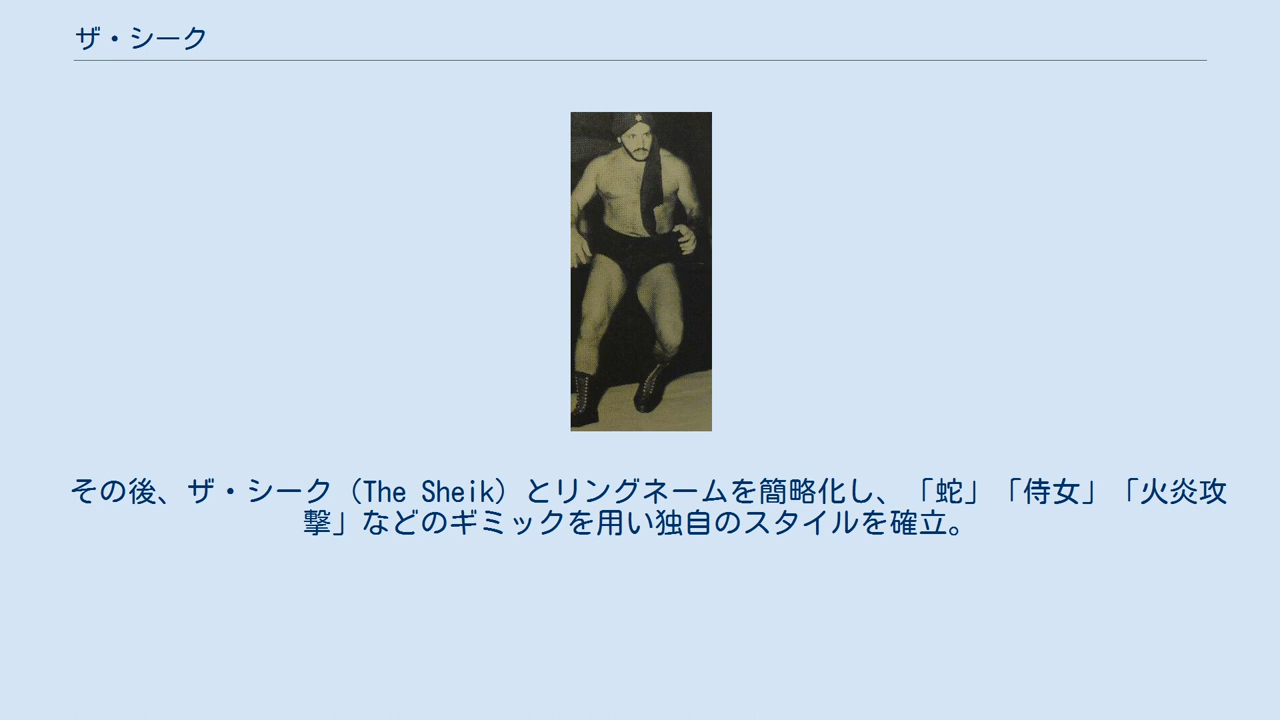 ザ・シーク
その後、ザ・シーク（The Sheik）とリングネームを簡略化し、「蛇」「侍女」「火炎攻
撃」などのギミックを用い独自のスタイルを確立。